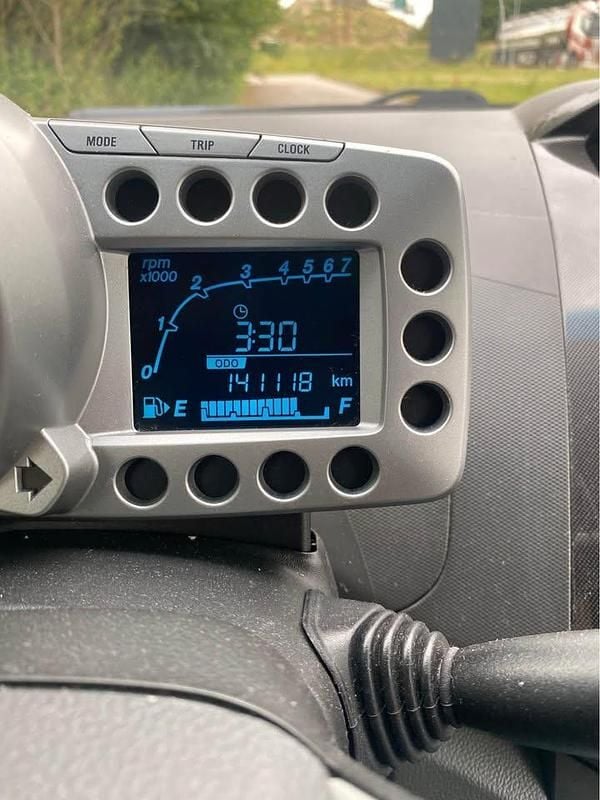 MODE TRIP CLOCK
rpm
x1000
0 1 2 3 4 5 6 7
3:30
ODO
141118 km
E F